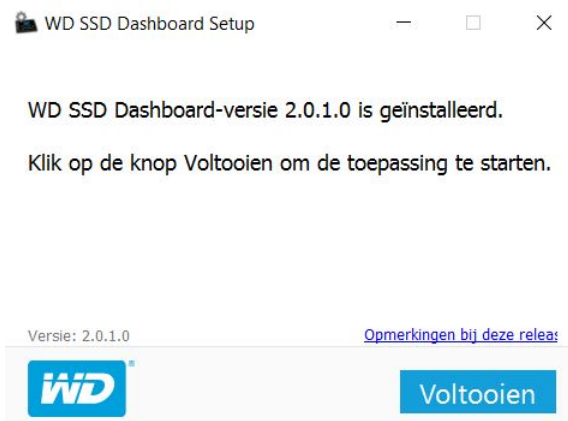 WD SSD Dashboard Setup
WD SSD Dashboard-versie 2.0.1.0 is geïnstalleerd.
Klik op de knop Voltooien om de toepassing te starten.
Versie: 2.0.1.0
Opmerkingen bij deze releas
WD®
Voltooien